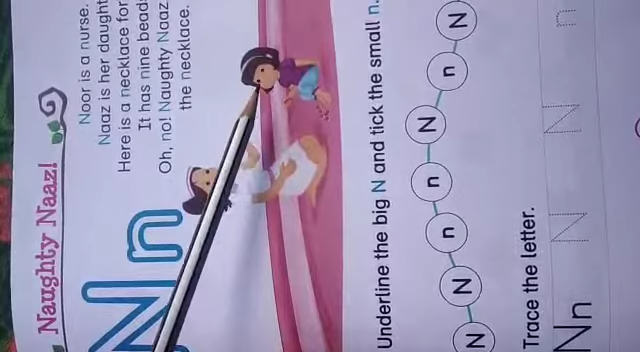 Naughty Naaz!
Nn
Noor is a nurse.
Naaz is her daught
Here is a necklace for
It has nine bead
Oh, no! Naughty Naaz
the necklace.
Underline the big N and tick the small n.
N N n n N n N
Trace the letter.
Nn N N n